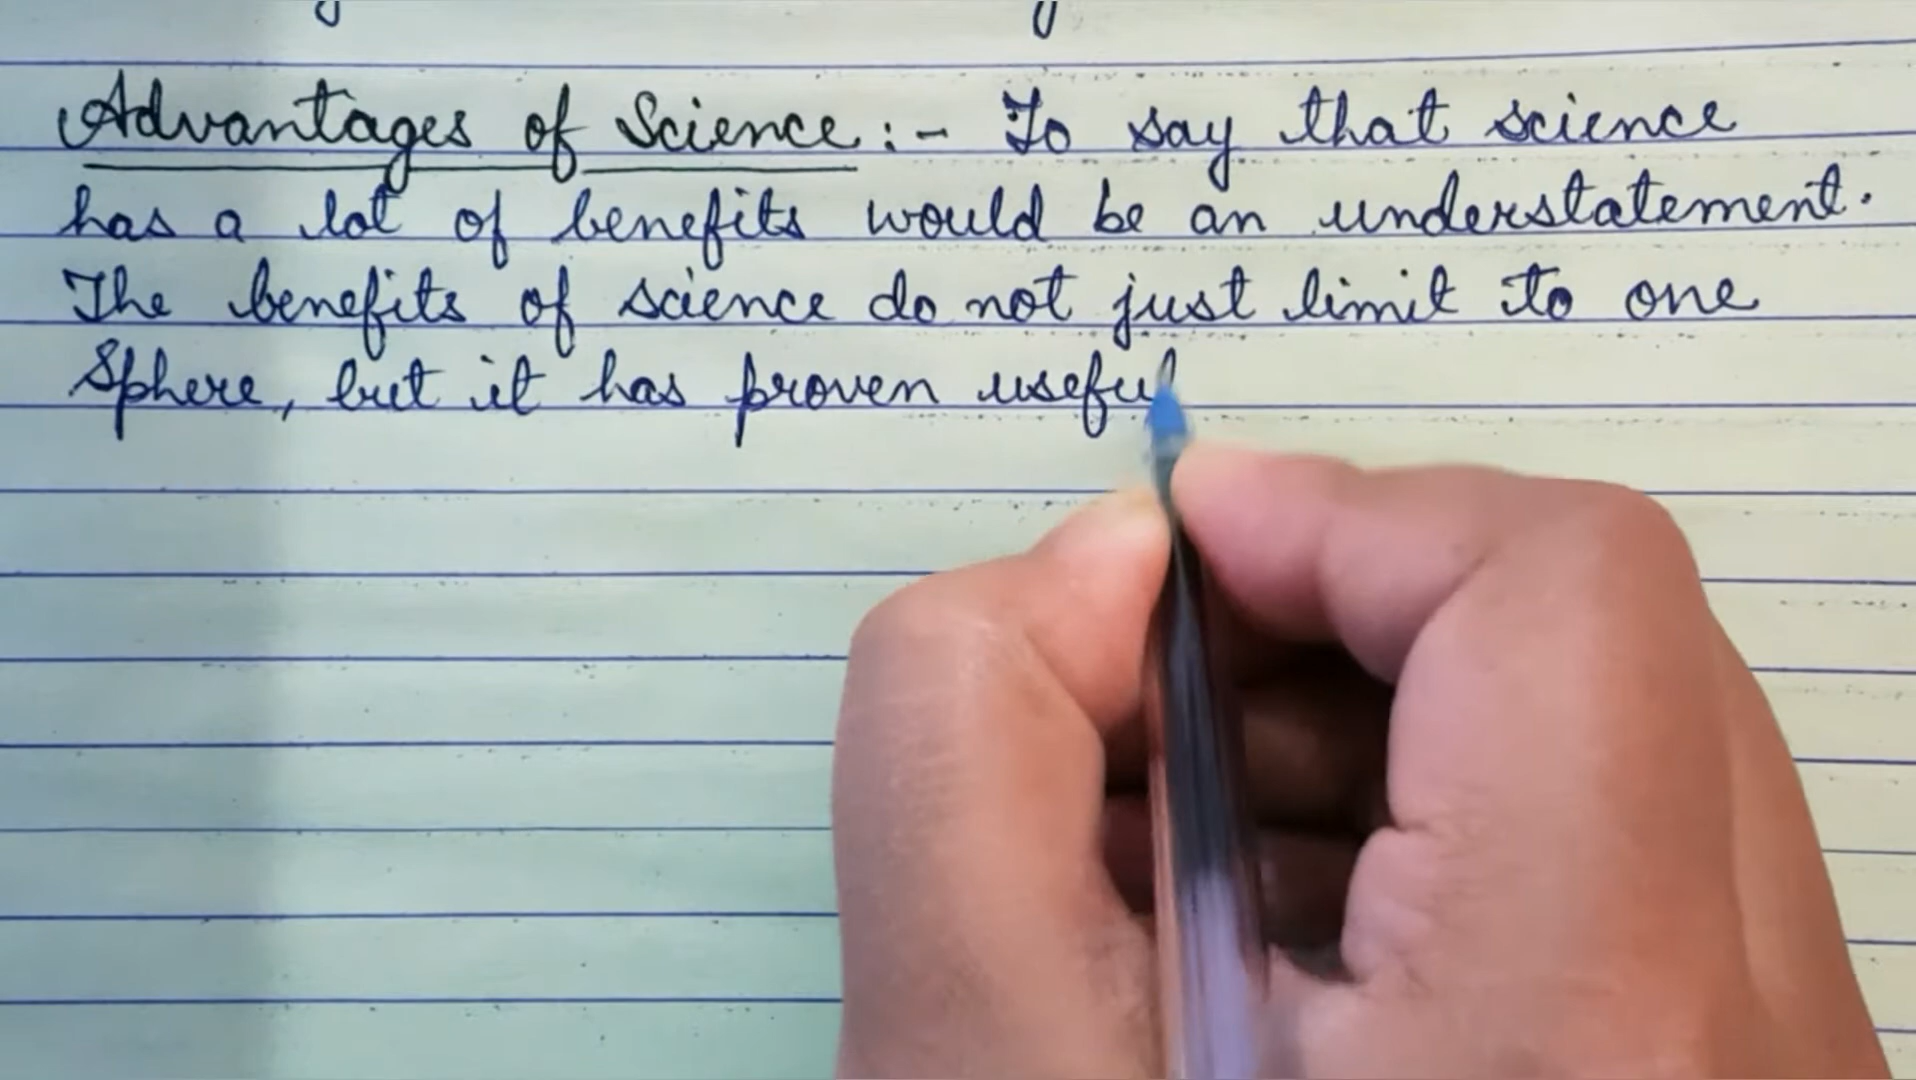 Advantages of Science :- To say that science
has a lot of benefits would be an understatement.
The benefits of science do not just limit to one
Sphere, but it has proven useful